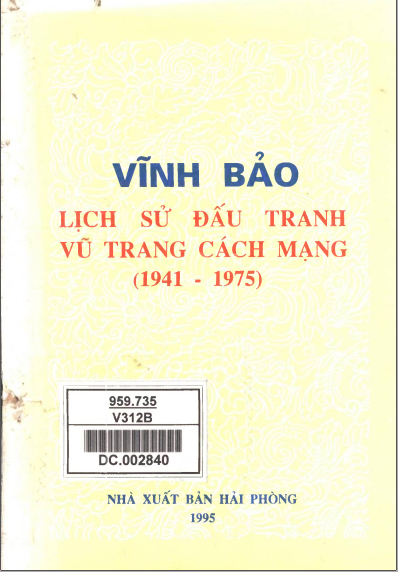 VĨNH BẢO
LỊCH SỬ ĐẤU TRANH
VŨ TRANG CÁCH MẠNG
(1941 - 1975)
959.735
V312B
DC.002840
NHÀ XUẤT BẢN HẢI PHÒNG
1995